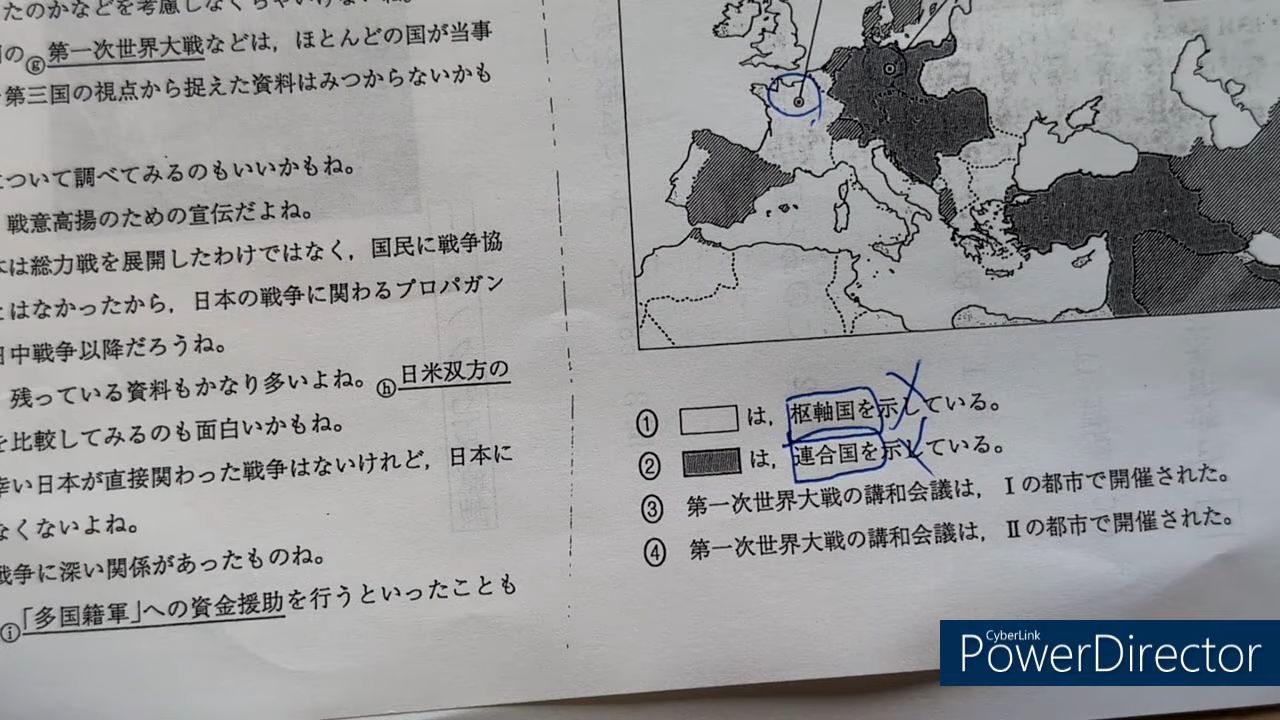 たのかなどを考慮しなくちゃいけないね。
の ⓖ第一次世界大戦などは，ほとんどの国が当事
第三国の視点から捉えた資料はみつからないかも
について調べてみるのもいいかもね。
戦意高揚のための宣伝だよね。
は総力戦を展開したわけではなく，国民に戦争協
とはなかったから，日本の戦争に関わるプロパガン
日中戦争以降だろうね。
残っている資料もかなり多いよね。ⓗ日米双方の
を比較してみるのも面白いかもね。
幸い日本が直接関わった戦争はないけれど，日本に
なくないよね。
戦争に深い関係があったものね。
ⓘ「多国籍軍」への資金援助を行うといったことも
① は，枢軸国を示している。
② は，連合国を示している。
③ 第一次世界大戦の講和会議は，Ⅰの都市で開催された。
④ 第一次世界大戦の講和会議は，Ⅱの都市で開催された。
CyberLink
PowerDirector